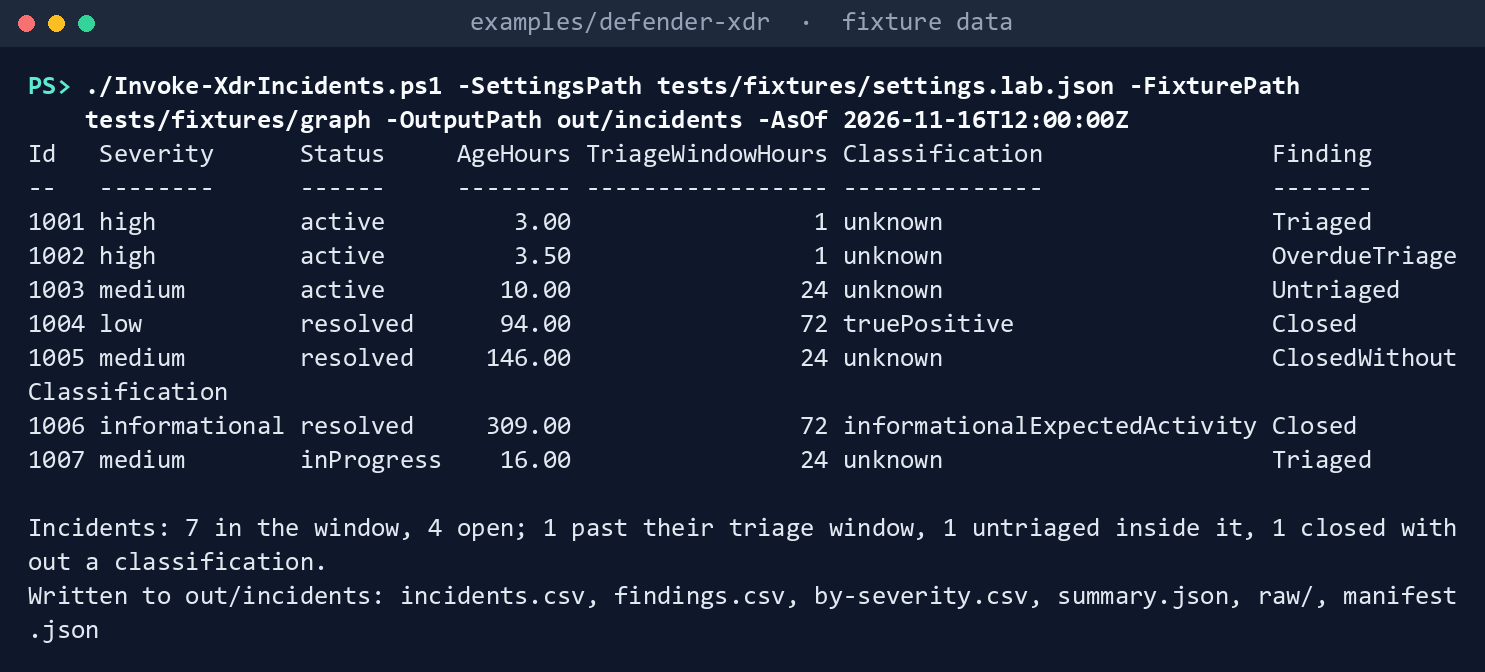 examples/defender-xdr · fixture data
PS> ./Invoke-XdrIncidents.ps1 -SettingsPath tests/fixtures/settings.lab.json -FixturePath
tests/fixtures/graph -OutputPath out/incidents -AsOf 2026-11-16T12:00:00Z
Id   Severity      Status     AgeHours TriageWindowHours Classification                Finding
--   --------      ------     -------- ----------------- --------------                -------
1001 high          active         3.00                 1 unknown                       Triaged
1002 high          active         3.50                 1 unknown                       OverdueTriage
1003 medium        active        10.00                24 unknown                       Untriaged
1004 low           resolved      94.00                72 truePositive                  Closed
1005 medium        resolved     146.00                24 unknown                       ClosedWithout
Classification
1006 informational resolved     309.00                72 informationalExpectedActivity Closed
1007 medium        inProgress    16.00                24 unknown                       Triaged
Incidents: 7 in the window, 4 open; 1 past their triage window, 1 untriaged inside it, 1 closed with
out a classification.
Written to out/incidents: incidents.csv, findings.csv, by-severity.csv, summary.json, raw/, manifest
.json